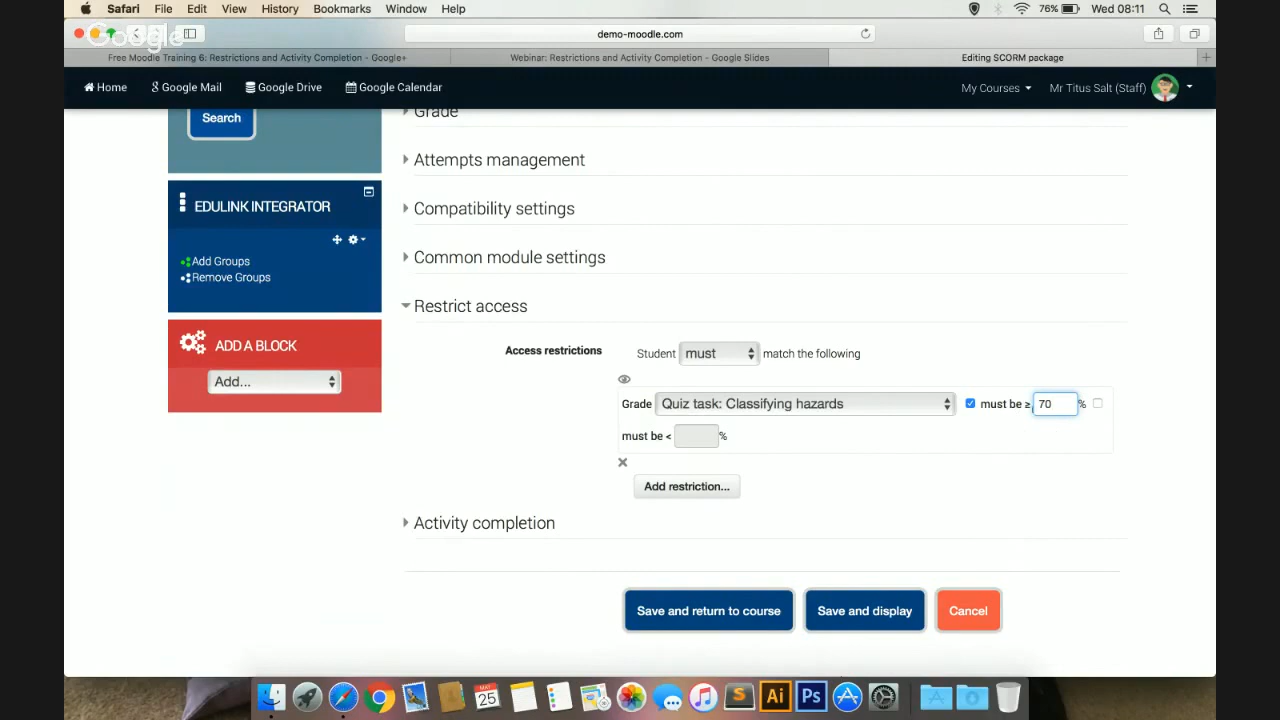 Safari File Edit View History Bookmarks Window Help 76% Wed 08:11
Google
demo-moodle.com
Free Moodle Training 6: Restrictions and Activity Completion - Google+ Webinar: Restrictions and Activity Completion - Google Slides Editing SCORM package
Home Google Mail Google Drive Google Calendar My Courses Mr Titus Salt (Staff)
Search
Grade
Attempts management
EDULINK INTEGRATOR
Compatibility settings
Add Groups
Remove Groups
Common module settings
Restrict access
ADD A BLOCK
Add...
Access restrictions Student must match the following
Grade Quiz task: Classifying hazards must be ≥ 70 %
must be < %
Add restriction...
Activity completion
Save and return to course Save and display Cancel
MAY
25
S Ai Ps